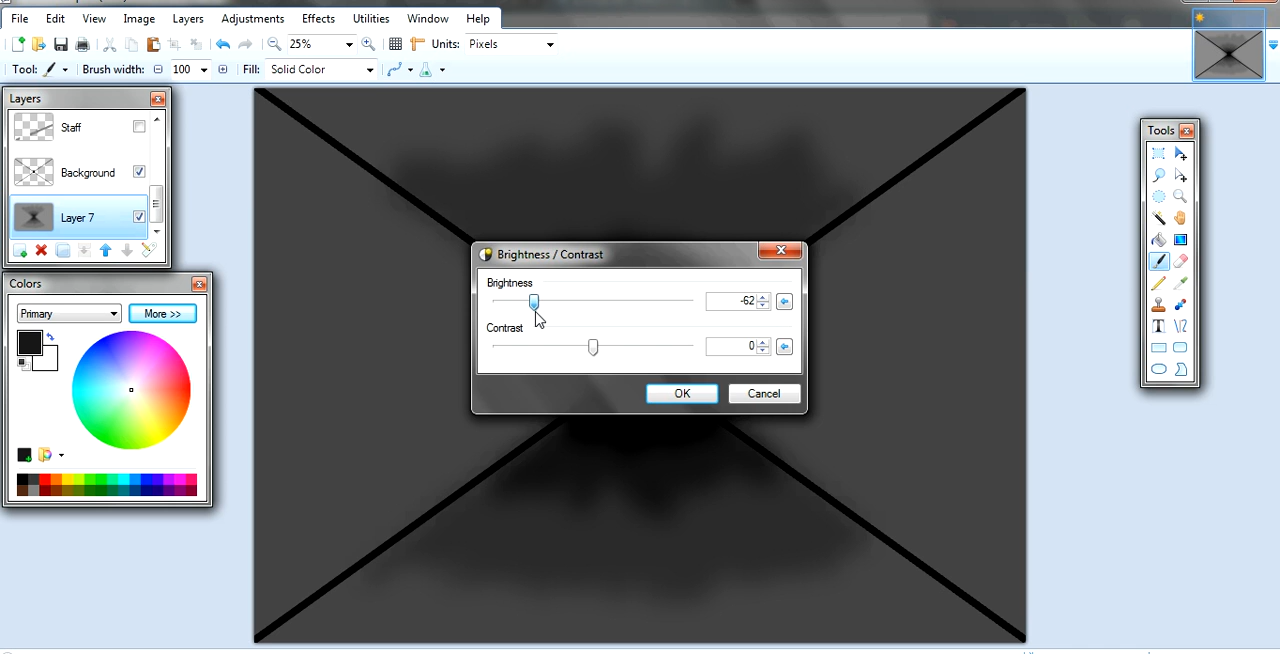 File Edit View Image Layers Adjustments Effects Utilities Window Help
25% Units: Pixels
Tool: Brush width: 100 Fill: Solid Color
Layers
Staff
Background
Layer 7
Colors
Primary More >>
Brightness / Contrast
Brightness
-62
Contrast
0
OK Cancel
Tools